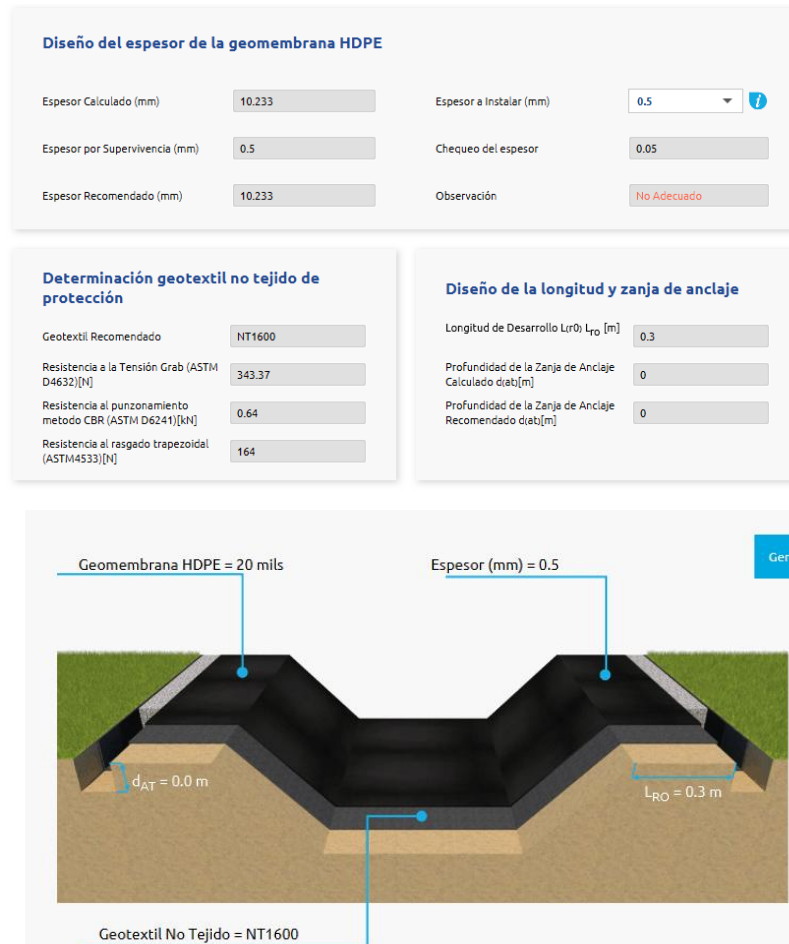 Diseño del espesor de la geomembrana HDPE
Espesor Calculado (mm) 10.233 Espesor a Instalar (mm) 0.5 i
Espesor por Supervivencia (mm) 0.5 Chequeo del espesor 0.05
Espesor Recomendado (mm) 10.233 Observación No Adecuado
Determinación geotextil no tejido de
protección
Geotextil Recomendado NT1600
Resistencia a la Tensión Grab (ASTM
D4632)[N] 343.37
Resistencia al punzonamiento
metodo CBR (ASTM D6241)[kN] 0.64
Resistencia al rasgado trapezoidal
(ASTM4533)[N] 164
Diseño de la longitud y zanja de anclaje
Longitud de Desarrollo L(r0) Lro [m] 0.3
Profundidad de la Zanja de Anclaje
Calculado d(at)[m] 0
Profundidad de la Zanja de Anclaje
Recomendado d(at)[m] 0
Geomembrana HDPE = 20 mils
Espesor (mm) = 0.5
Ger
dAT = 0.0 m
LRO = 0.3 m
Geotextil No Tejido = NT1600